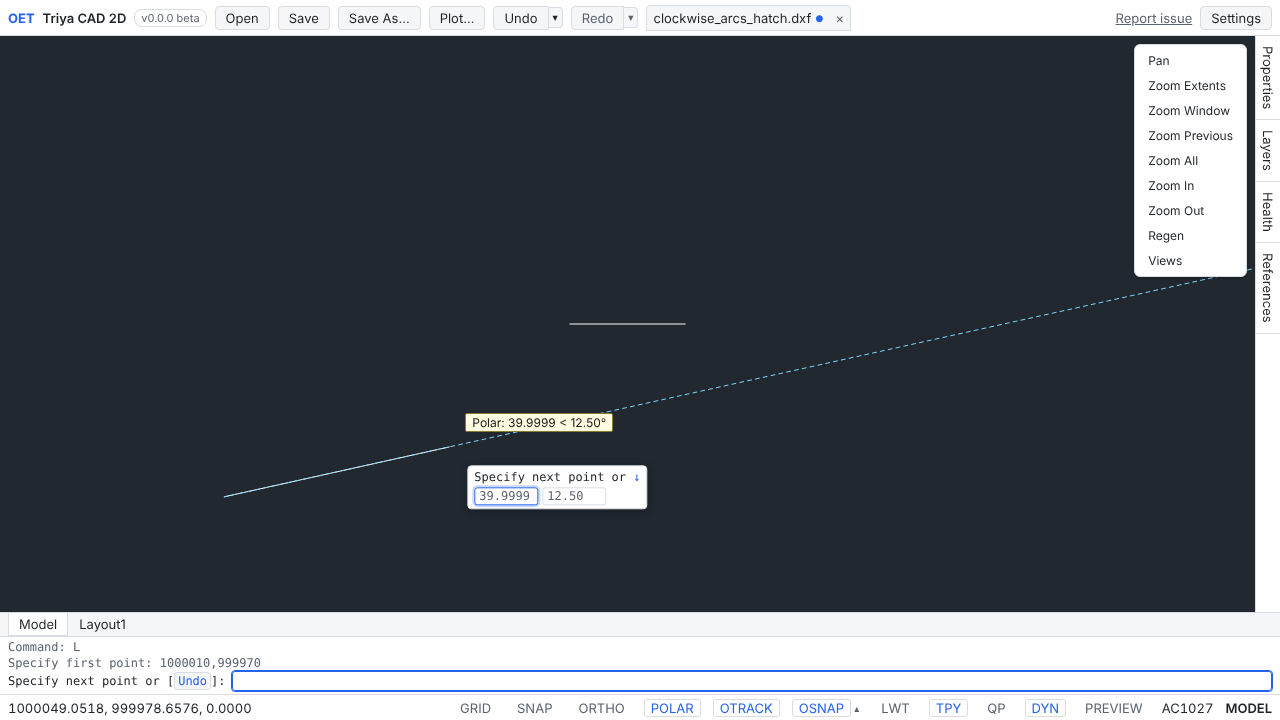 OET Triya CAD 2D v0.0.0 beta Open Save Save As... Plot... Undo ▾ Redo ▾ clockwise_arcs_hatch.dxf ● × Report issue Settings
Pan
Zoom Extents
Zoom Window
Zoom Previous
Zoom All
Zoom In
Zoom Out
Regen
Views
Properties
Layers
Health
References
Polar: 39.9999 < 12.50°
Specify next point or ↓
39.9999 12.50
Model Layout1
Command: L
Specify first point: 1000010,999970
Specify next point or [Undo]:
1000049.0518, 999978.6576, 0.0000 GRID SNAP ORTHO POLAR OTRACK OSNAP ▴ LWT TPY QP DYN PREVIEW AC1027 MODEL